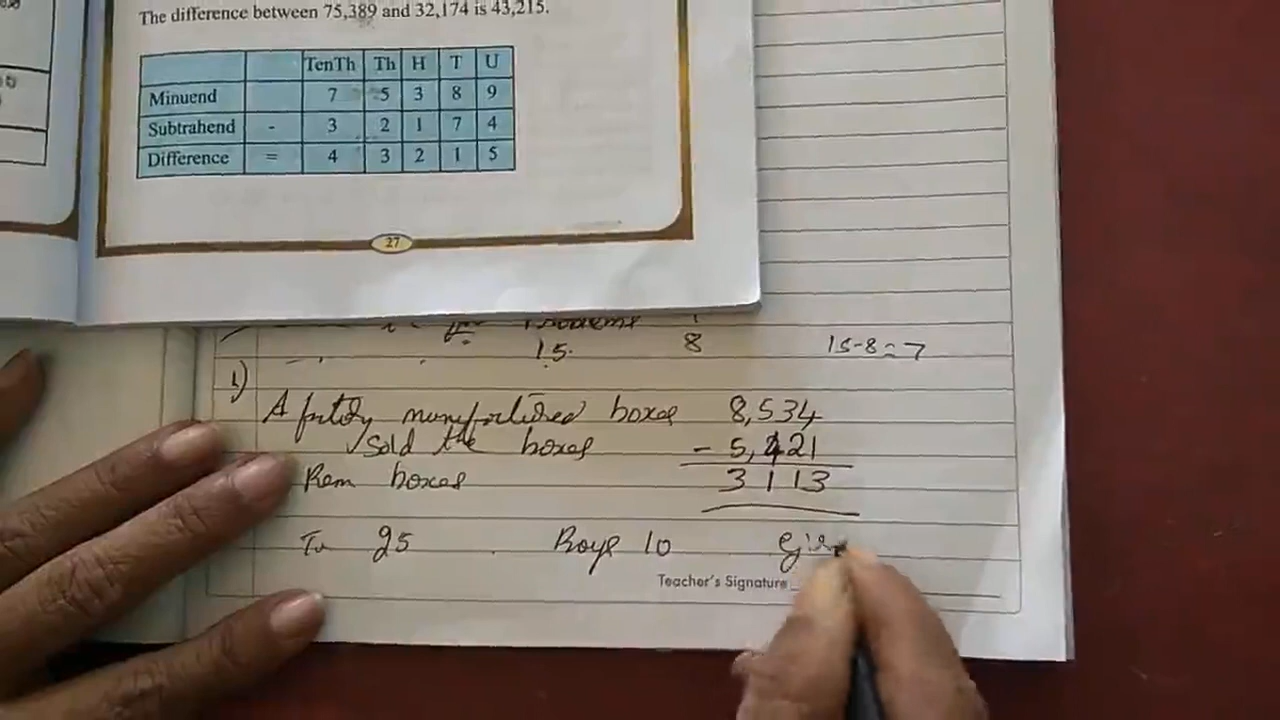 The difference between 75,389 and 32,174 is 43,215.
TenTh Th H T U
Minuend 7 5 3 8 9
Subtrahend - 3 2 1 7 4
Difference = 4 3 2 1 5
27
15. 8 15-8=7
1)
A manufactured boxes 8,534
Sold the boxes - 5,421
Rem boxes 3113
25 Boys 10
Teacher's Signature